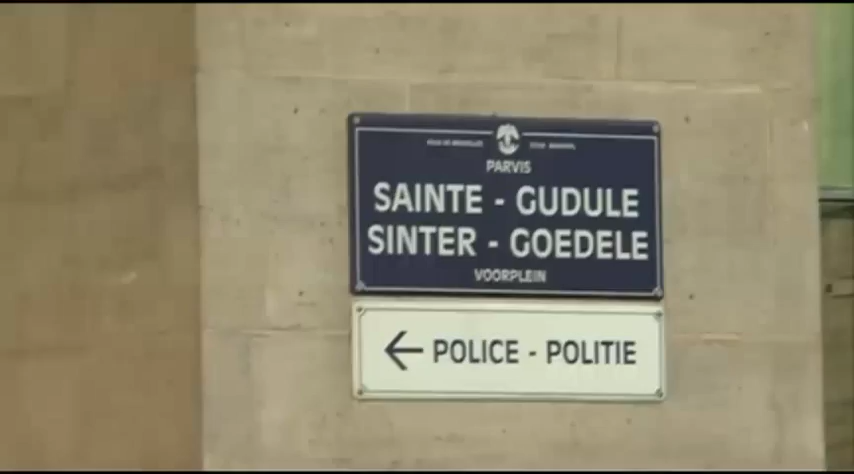 PARVIS
SAINTE - GUDULE
SINTER - GOEDELE
VOORPLEIN
← POLICE - POLITIE